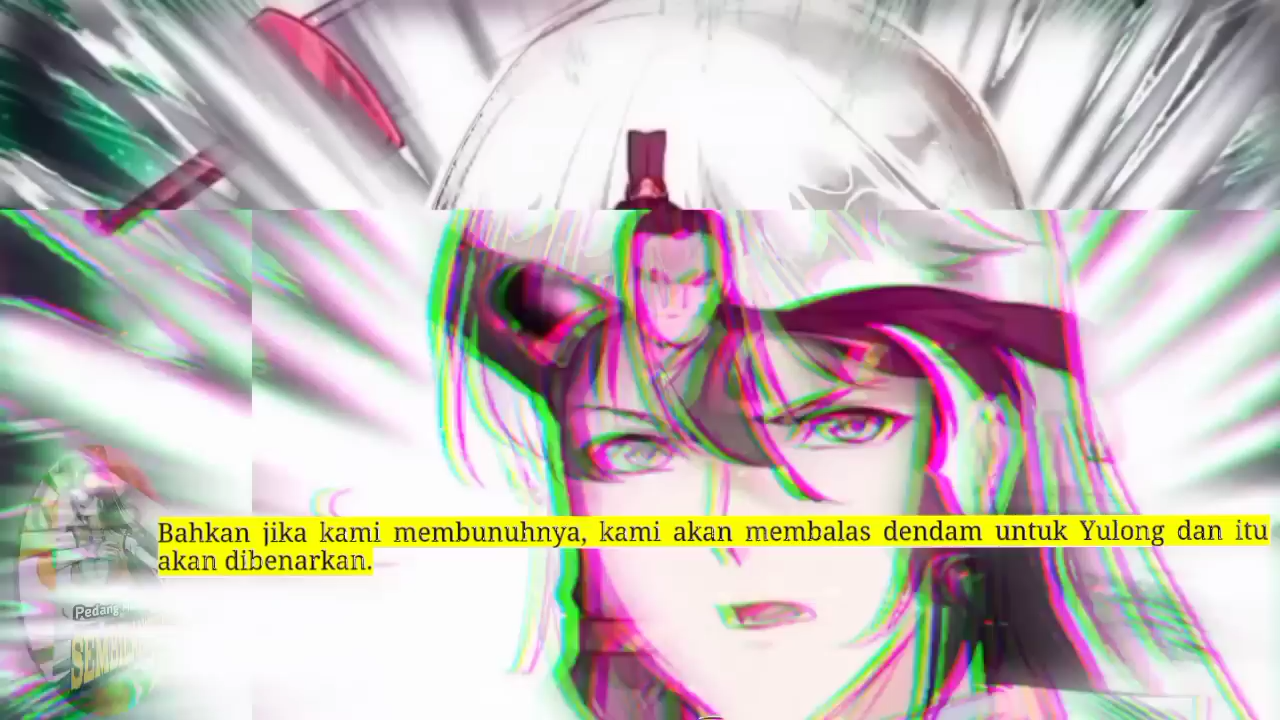 Bahkan jika kami membunuhnya, kami akan membalas dendam untuk Yulong dan itu
akan dibenarkan.
Pedang